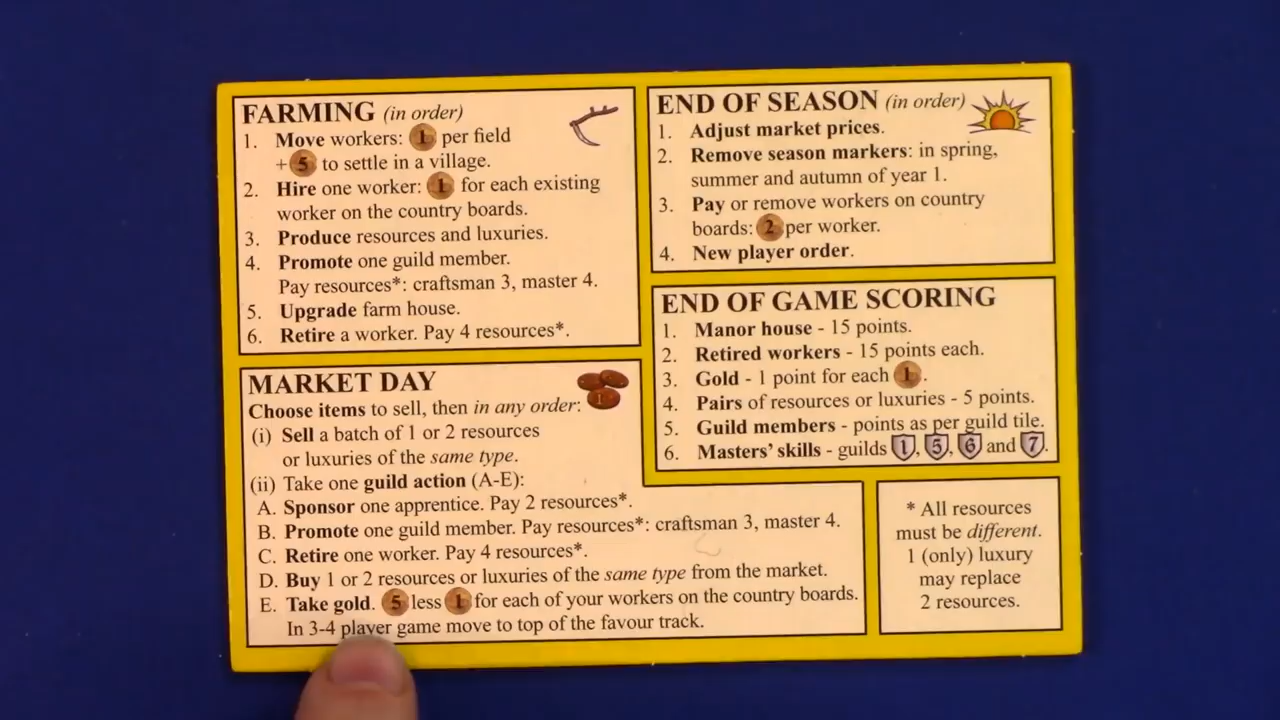 FARMING (in order)
1. Move workers: 1 per field
+ 5 to settle in a village.
2. Hire one worker: 1 for each existing
worker on the country boards.
3. Produce resources and luxuries.
4. Promote one guild member.
Pay resources*: craftsman 3, master 4.
5. Upgrade farm house.
6. Retire a worker. Pay 4 resources*.
MARKET DAY
Choose items to sell, then in any order:
1
(i) Sell a batch of 1 or 2 resources
or luxuries of the same type.
(ii) Take one guild action (A-E):
A. Sponsor one apprentice. Pay 2 resources*.
B. Promote one guild member. Pay resources*: craftsman 3, master 4.
C. Retire one worker. Pay 4 resources*.
D. Buy 1 or 2 resources or luxuries of the same type from the market.
E. Take gold. 5 less 1 for each of your workers on the country boards.
In 3-4 player game move to top of the favour track.
END OF SEASON (in order)
1. Adjust market prices.
2. Remove season markers: in spring,
summer and autumn of year 1.
3. Pay or remove workers on country
boards: 2 per worker.
4. New player order.
END OF GAME SCORING
1. Manor house - 15 points.
2. Retired workers - 15 points each.
3. Gold - 1 point for each 1.
4. Pairs of resources or luxuries - 5 points.
5. Guild members - points as per guild tile.
6. Masters' skills - guilds 1, 5, 6 and 7.
* All resources
must be different.
1 (only) luxury
may replace
2 resources.